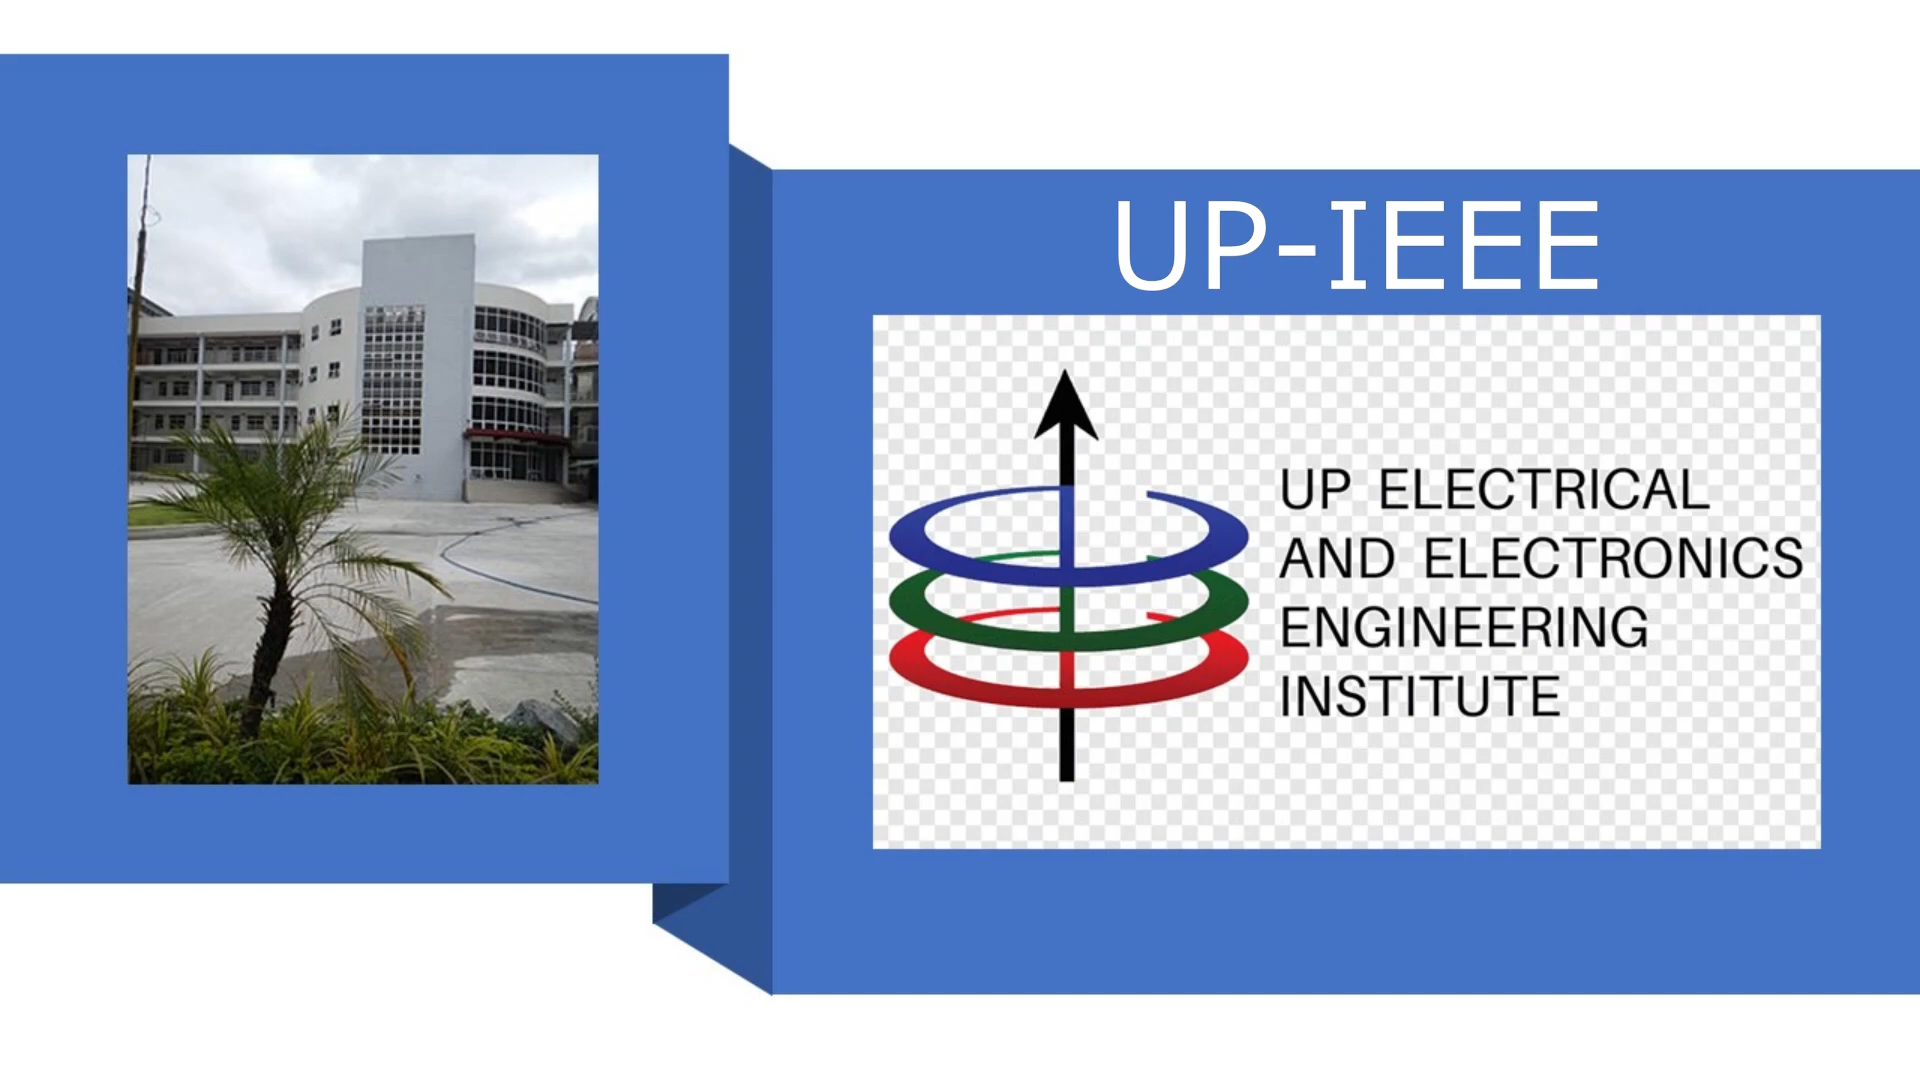 UP-IEEE
UP ELECTRICAL
AND ELECTRONICS
ENGINEERING
INSTITUTE